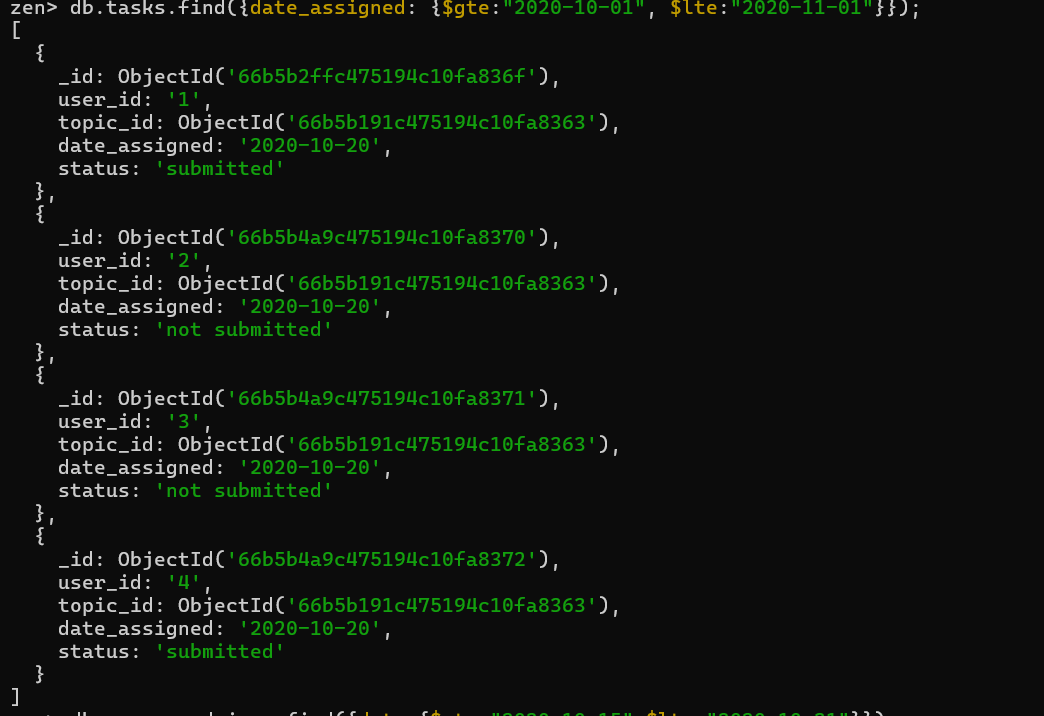 zen> db.tasks.find({date_assigned: {$gte:"2020-10-01", $lte:"2020-11-01"}});
[
  {
    _id: ObjectId('66b5b2ffc475194c10fa836f'),
    user_id: '1',
    topic_id: ObjectId('66b5b191c475194c10fa8363'),
    date_assigned: '2020-10-20',
    status: 'submitted'
  },
  {
    _id: ObjectId('66b5b4a9c475194c10fa8370'),
    user_id: '2',
    topic_id: ObjectId('66b5b191c475194c10fa8363'),
    date_assigned: '2020-10-20',
    status: 'not submitted'
  },
  {
    _id: ObjectId('66b5b4a9c475194c10fa8371'),
    user_id: '3',
    topic_id: ObjectId('66b5b191c475194c10fa8363'),
    date_assigned: '2020-10-20',
    status: 'not submitted'
  },
  {
    _id: ObjectId('66b5b4a9c475194c10fa8372'),
    user_id: '4',
    topic_id: ObjectId('66b5b191c475194c10fa8363'),
    date_assigned: '2020-10-20',
    status: 'submitted'
  }
]